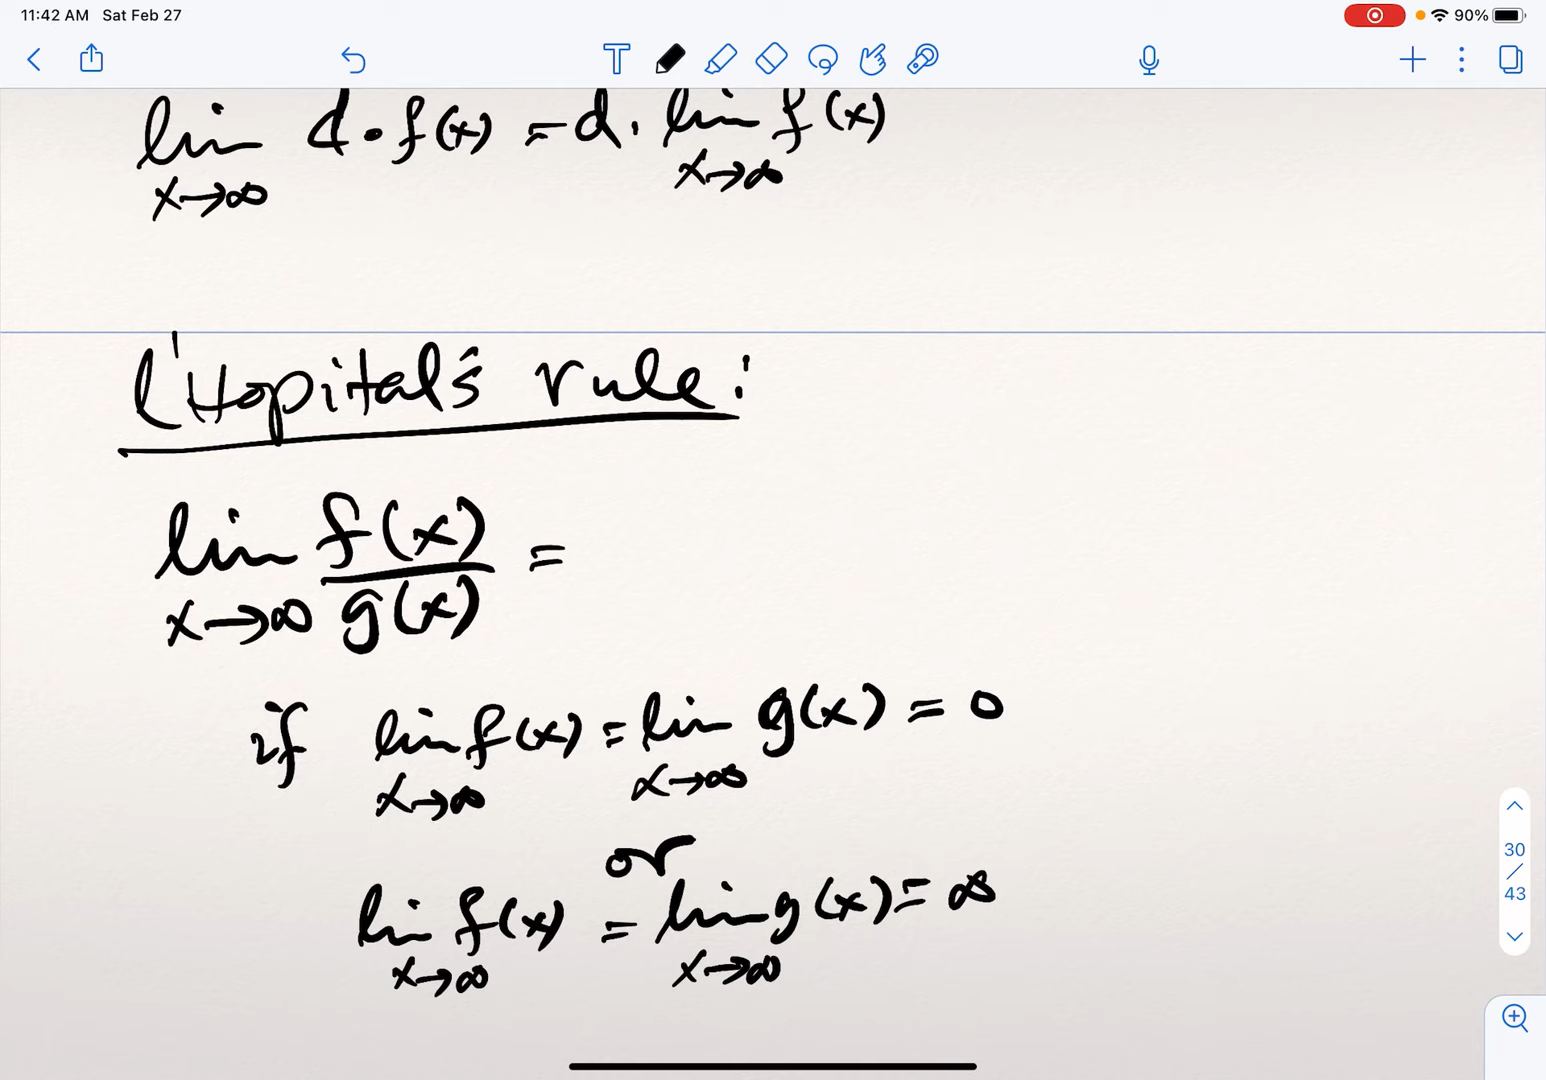 11:42 AM Sat Feb 27 90%
lim d · f(x) = d · lim f(x)
x→∞ x→∞
l'Hopital's rule:
lim f(x)/g(x) =
x→∞
if lim f(x) = lim g(x) = 0
x→∞ x→∞
or
lim f(x) = lim g(x) = ∞
x→∞ x→∞
30
/
43